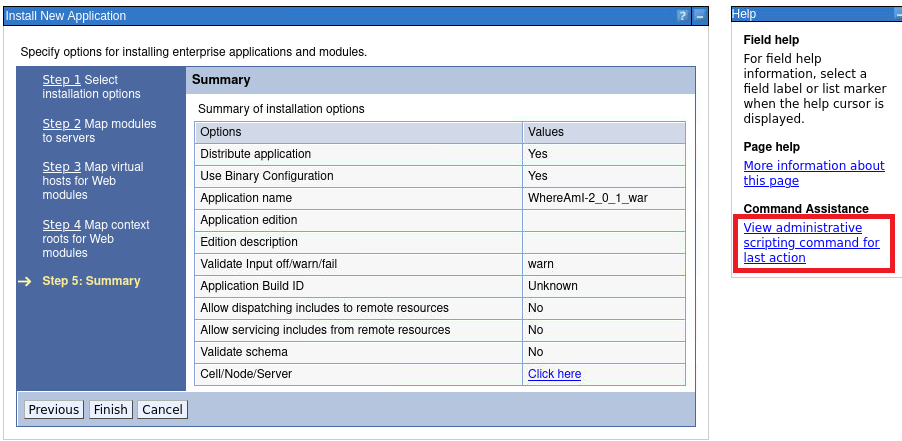 Install New Application
?
Specify options for installing enterprise applications and modules.
Step 1 Select
installation options
Step 2 Map modules
to servers
Step 3 Map virtual
hosts for Web
modules
Step 4 Map context
roots for Web
modules
Step 5: Summary
Summary
Summary of installation options
Options Values
Distribute application Yes
Use Binary Configuration Yes
Application name WhereAmI-2_0_1_war
Application edition
Edition description
Validate Input off/warn/fail warn
Application Build ID Unknown
Allow dispatching includes to remote resources No
Allow servicing includes from remote resources No
Validate schema No
Cell/Node/Server Click here
Previous Finish Cancel
Help
Field help
For field help
information, select a
field label or list marker
when the help cursor is
displayed.
Page help
More information about
this page
Command Assistance
View administrative
scripting command for
last action